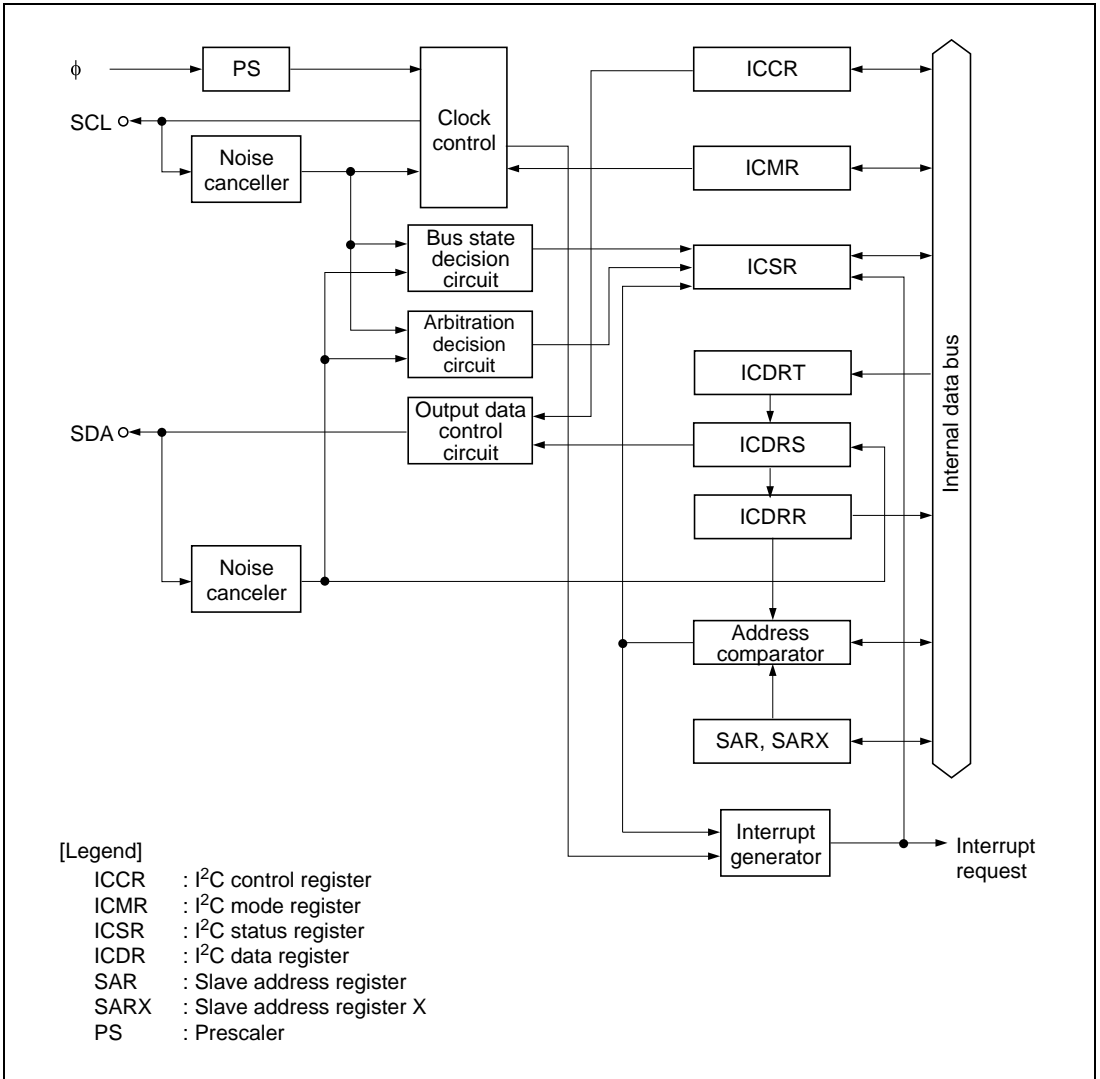 ϕ
PS
ICCR
SCL
Clock
control
Noise
canceller
ICMR
Bus state
decision
circuit
ICSR
Arbitration
decision
circuit
ICDRT
SDA
Output data
control
circuit
ICDRS
ICDRR
Noise
canceler
Address
comparator
SAR, SARX
Internal data bus
Interrupt
generator
Interrupt
request
[Legend]
ICCR : I²C control register
ICMR : I²C mode register
ICSR : I²C status register
ICDR : I²C data register
SAR : Slave address register
SARX : Slave address register X
PS : Prescaler